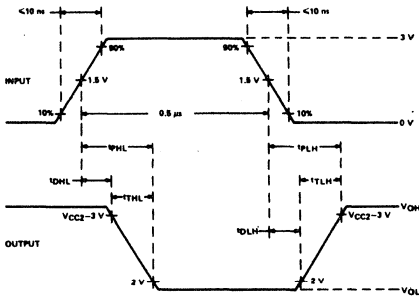 ≤10 ns
≤10 ns
3 V
90%
90%
INPUT
1.5 V
1.5 V
10%
0.5 μs
10%
0 V
tPHL
tPLH
tDHL
tTHL
tTLH
VCC2–3 V
VCC2–3 V
VOH
OUTPUT
tDLH
2 V
2 V
VOL